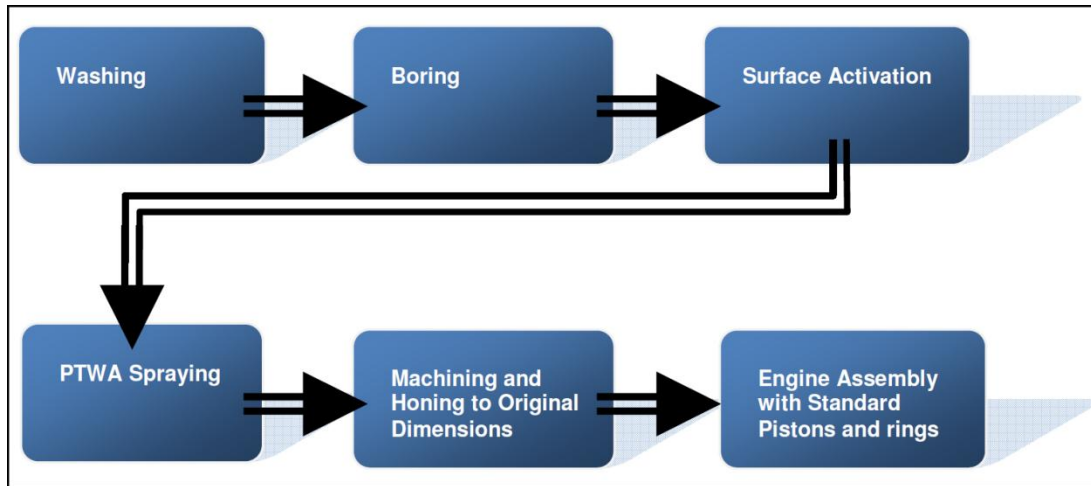 Washing
Boring
Surface Activation
PTWA Spraying
Machining and
Honing to Original
Dimensions
Engine Assembly
with Standard
Pistons and rings